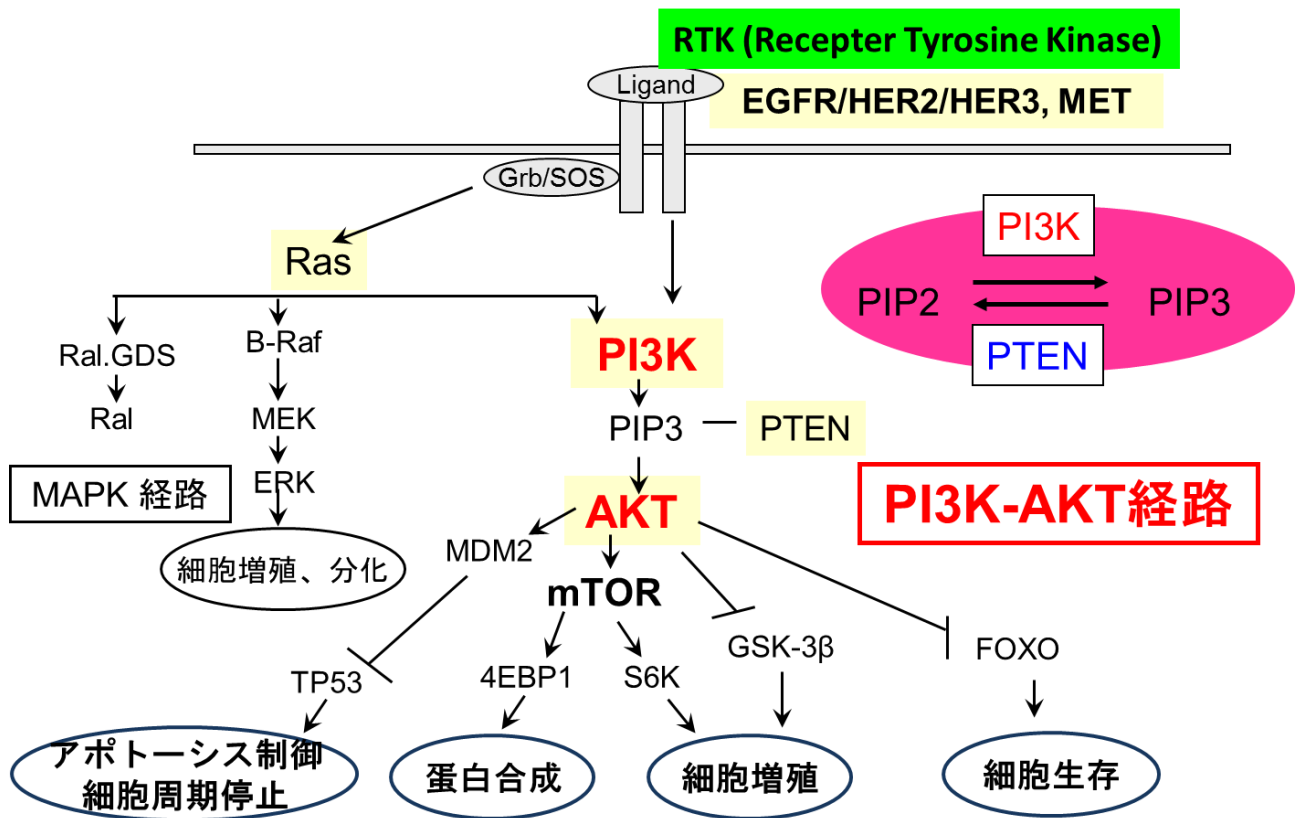 RTK (Recepter Tyrosine Kinase)
Ligand
EGFR/HER2/HER3, MET
Grb/SOS
Ras
PI3K
PIP2
PIP3
PTEN
Ral.GDS
B-Raf
PI3K
Ral
MEK
PIP3
PTEN
MAPK 経路
ERK
AKT
PI3K-AKT経路
MDM2
細胞増殖、分化
mTOR
GSK-3β
FOXO
TP53
4EBP1
S6K
アポトーシス制御
細胞周期停止
蛋白合成
細胞増殖
細胞生存